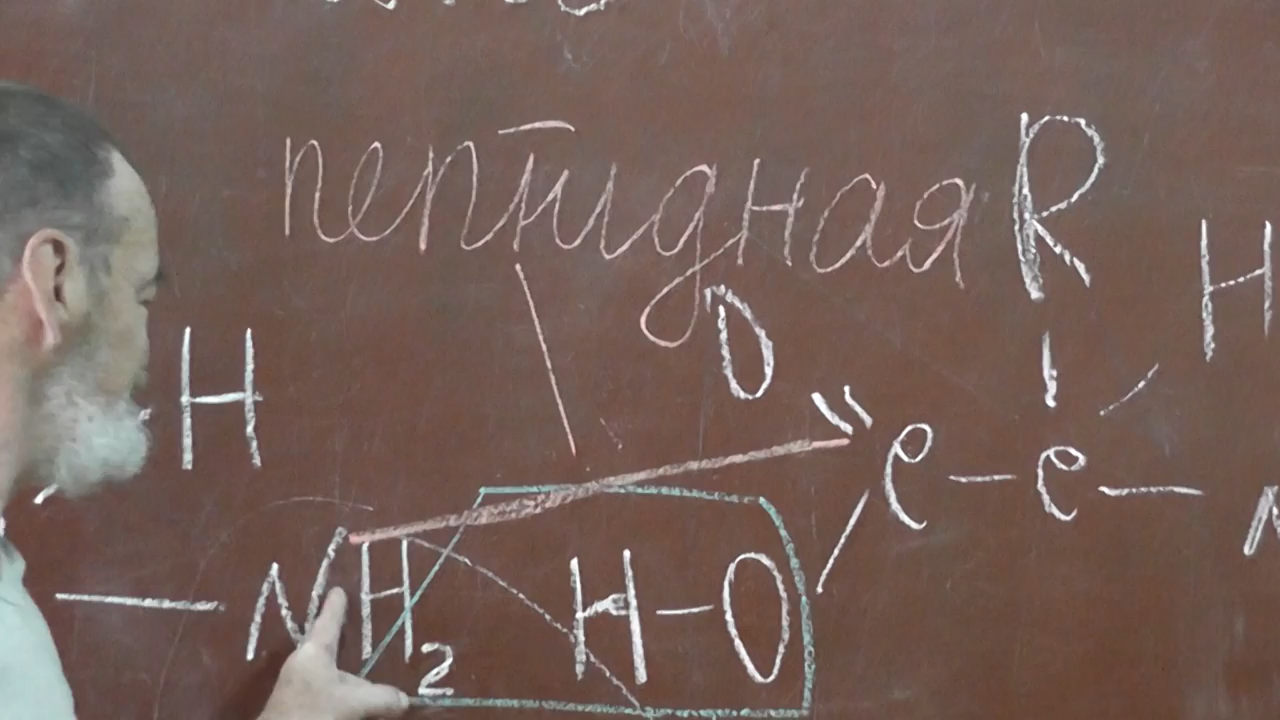 пептидная R
H O H
C – C –
– NH₂ H – O